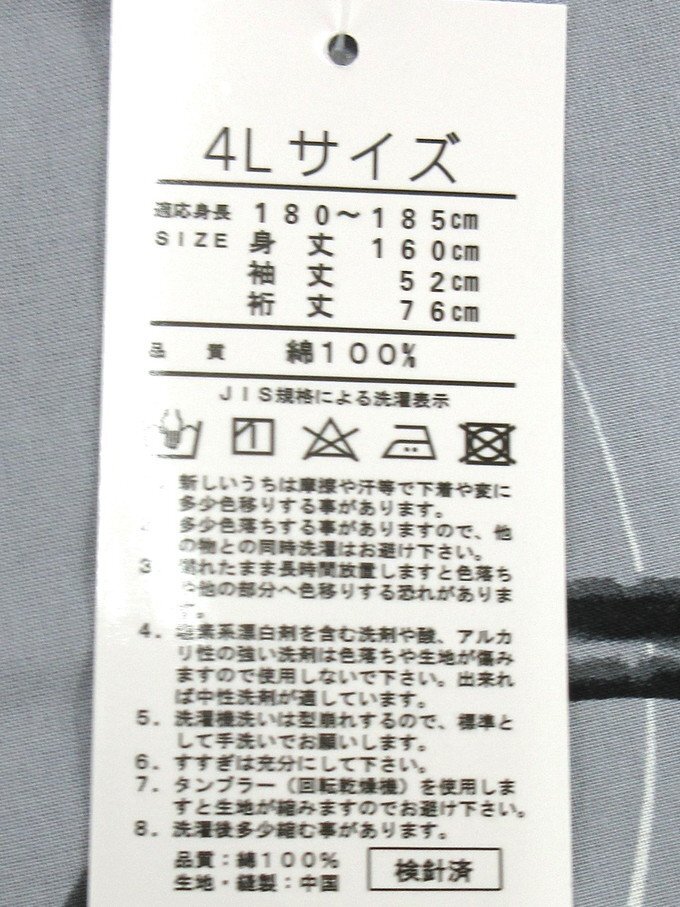 4Lサイズ
適応身長 180～185cm
SIZE 身丈 160cm
袖丈 52cm
裄丈 76cm
品質 綿100%
JIS規格による洗濯表示
新しいうちは摩擦や汗等で下着や変に
多少色移りする事があります。
多少色落ちする事がありますので、他
の物との同時洗濯はお避け下さい。
3. れたまま長時間放置しますと色落ち
や他の部分へ色移りする恐れがありま
す。
4. 塩素系漂白剤を含む洗剤や酸、アルカ
リ性の強い洗剤は色落ちや生地が傷み
ますので使用しないで下さい。出来れ
ば中性洗剤が適しています。
5. 洗濯機洗いは型崩れするので、標準と
して手洗いでお願いします。
6. すすぎは充分にして下さい。
7. タンブラー（回転乾燥機）を使用しま
すと生地が縮みますのでお避け下さい。
8. 洗濯後多少縮む事があります。
品質：綿100%
生地・縫製：中国
検針済